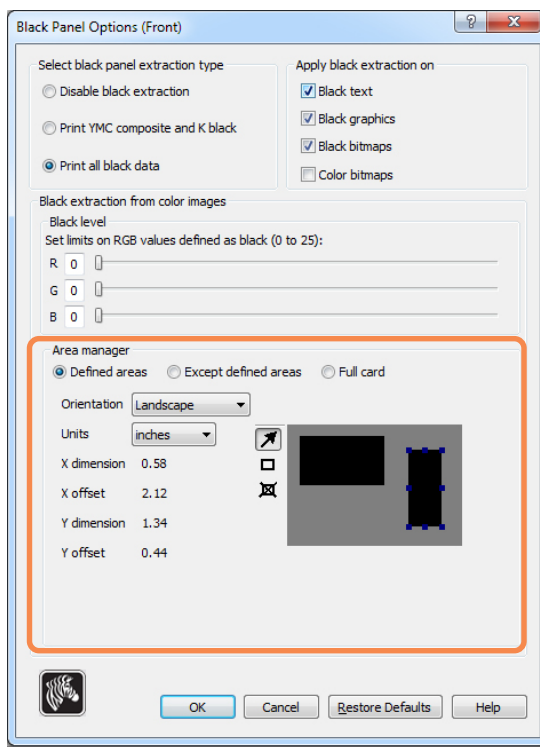 Black Panel Options (Front)
Select black panel extraction type
Disable black extraction
Print YMC composite and K black
Print all black data
Apply black extraction on
Black text
Black graphics
Black bitmaps
Color bitmaps
Black extraction from color images
Black level
Set limits on RGB values defined as black (0 to 25):
R 0
G 0
B 0
Area manager
Defined areas Except defined areas Full card
Orientation Landscape
Units inches
X dimension 0.58
X offset 2.12
Y dimension 1.34
Y offset 0.44
OK Cancel Restore Defaults Help